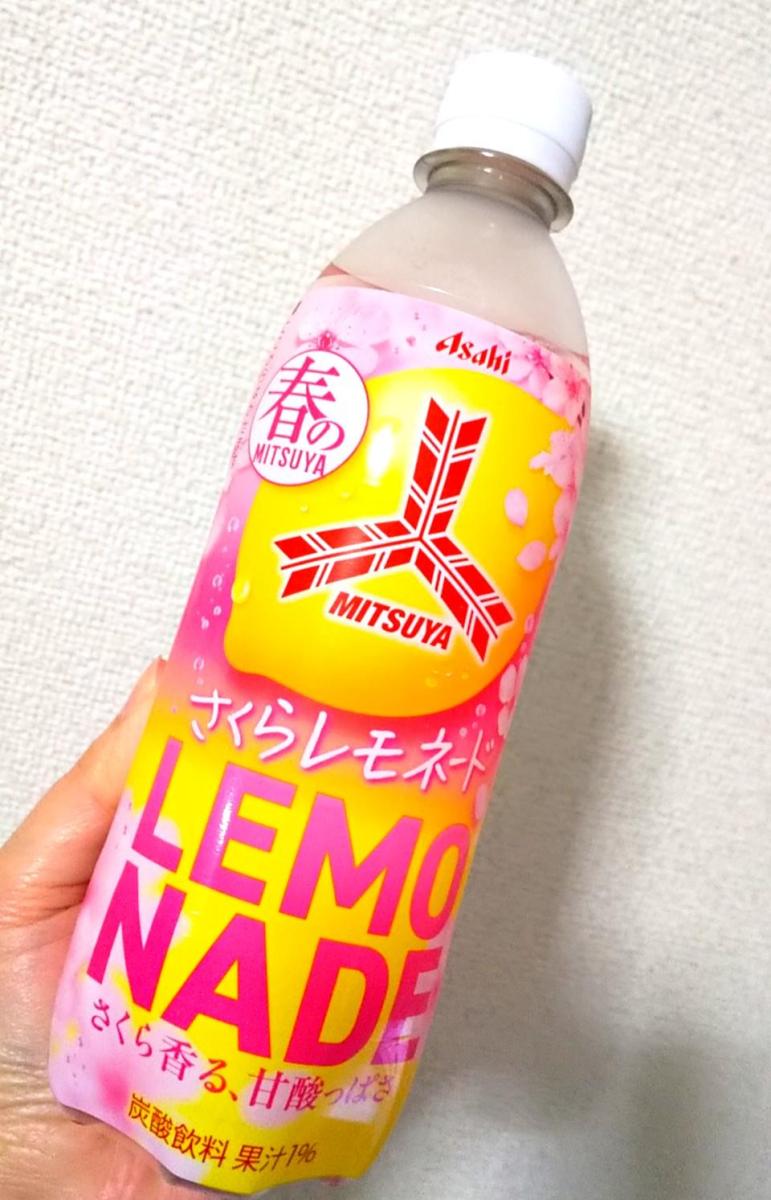 Asahi
春の
MITSUYA
MITSUYA
さくらレモネード
LEMO
NADE
さくら香る、甘酸っぱさ
炭酸飲料 果汁1%